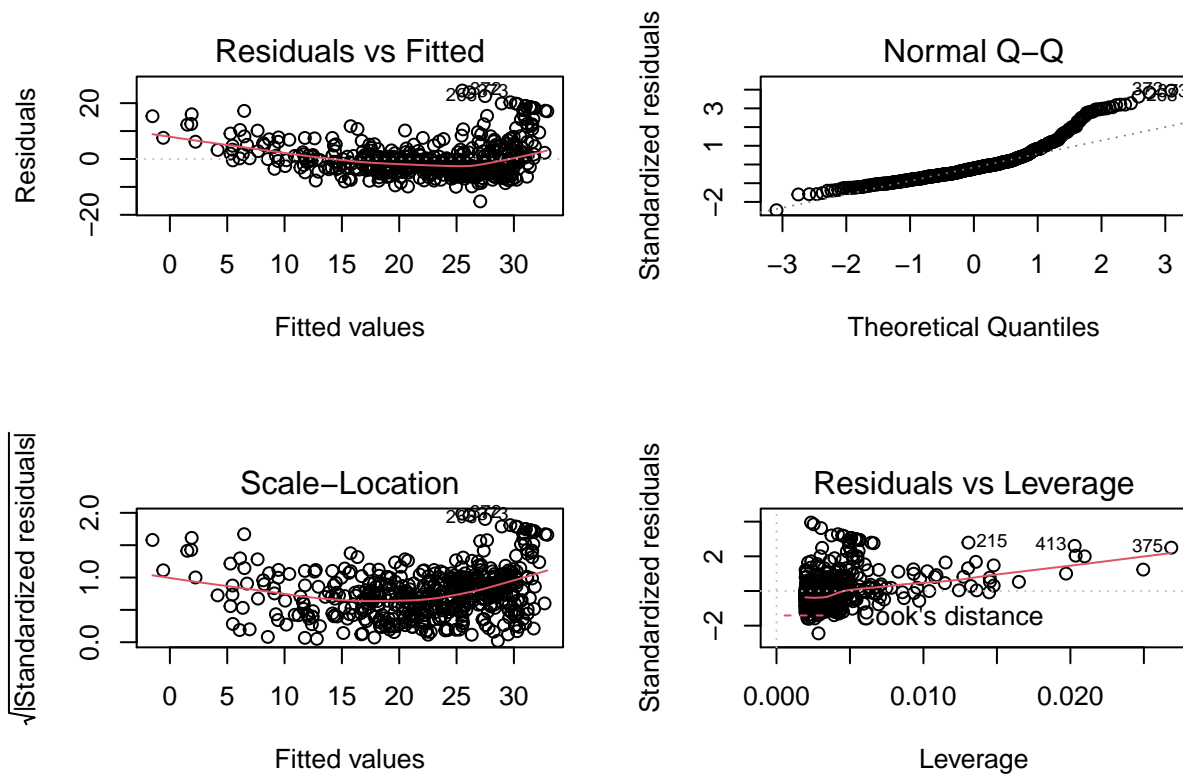 Residuals vs Fitted
Residuals
20
0
−20
0 5 10 15 20 25 30
Fitted values
372
Normal Q−Q
Standardized residuals
3
1
−2
−3 −2 −1 0 1 2 3
Theoretical Quantiles
372
Scale−Location
√|Standardized residuals|
2.0
1.0
0.0
0 5 10 15 20 25 30
Fitted values
372
Residuals vs Leverage
Standardized residuals
2
−2
0.000 0.010 0.020
Leverage
215
413
375
Cook's distance